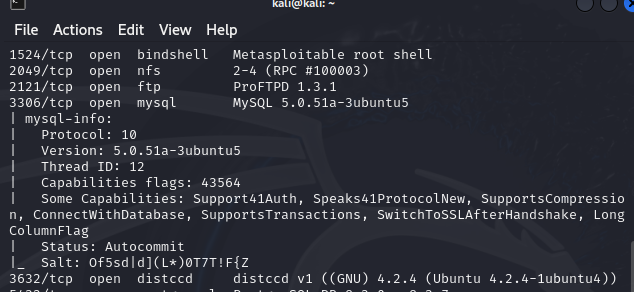 kali@kali: ~
File Actions Edit View Help
1524/tcp open bindshell Metasploitable root shell
2049/tcp open nfs 2-4 (RPC #100003)
2121/tcp open ftp ProFTPD 1.3.1
3306/tcp open mysql MySQL 5.0.51a-3ubuntu5
| mysql-info:
| Protocol: 10
| Version: 5.0.51a-3ubuntu5
| Thread ID: 12
| Capabilities flags: 43564
| Some Capabilities: Support41Auth, Speaks41ProtocolNew, SupportsCompressio
n, ConnectWithDatabase, SupportsTransactions, SwitchToSSLAfterHandshake, Long
ColumnFlag
| Status: Autocommit
|_ Salt: Of5sd|d](L*)0T7T!F{Z
3632/tcp open distccd distccd v1 ((GNU) 4.2.4 (Ubuntu 4.2.4-1ubuntu4))